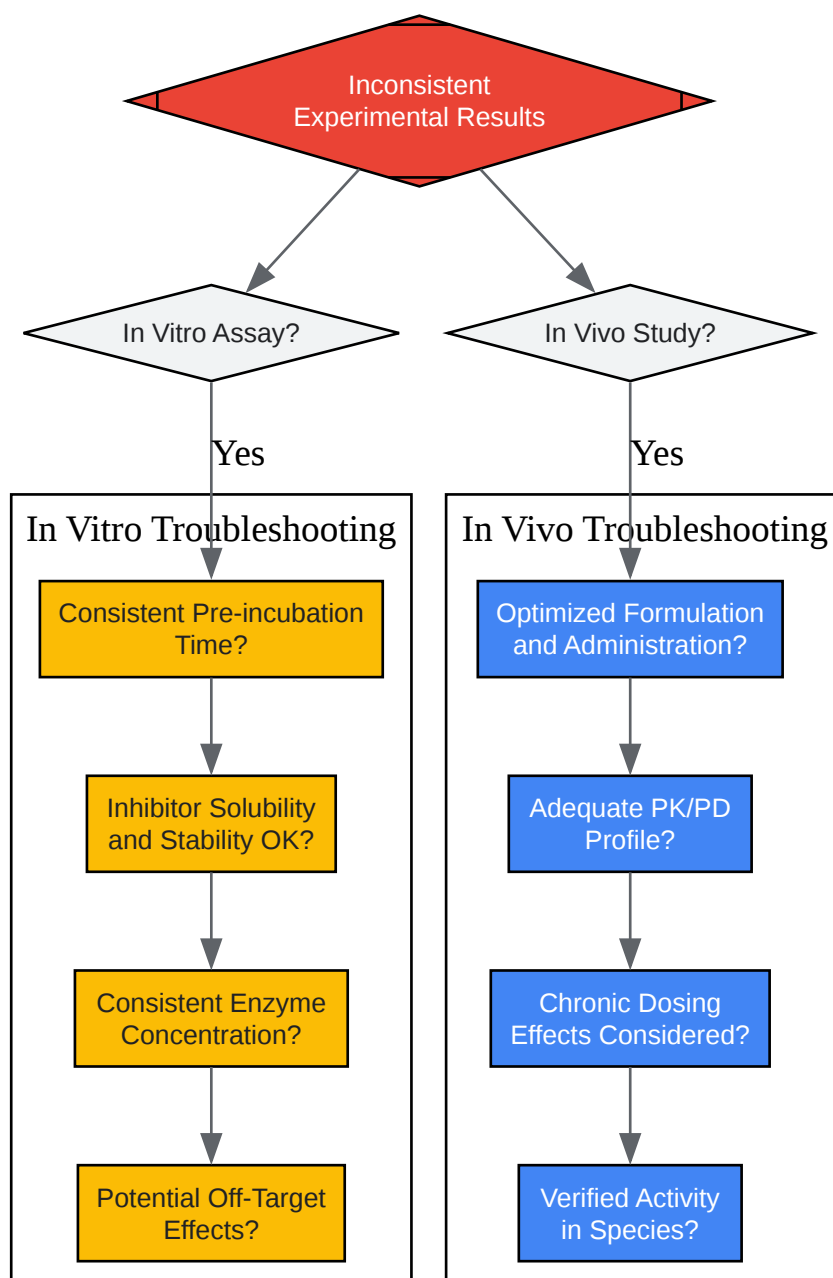 Inconsistent
Experimental Results
In Vitro Assay?
In Vivo Study?
Yes
Yes
In Vitro Troubleshooting
In Vivo Troubleshooting
Consistent Pre-incubation
Time?
Optimized Formulation
and Administration?
Inhibitor Solubility
and Stability OK?
Adequate PK/PD
Profile?
Consistent Enzyme
Concentration?
Chronic Dosing
Effects Considered?
Potential Off-Target
Effects?
Verified Activity
in Species?